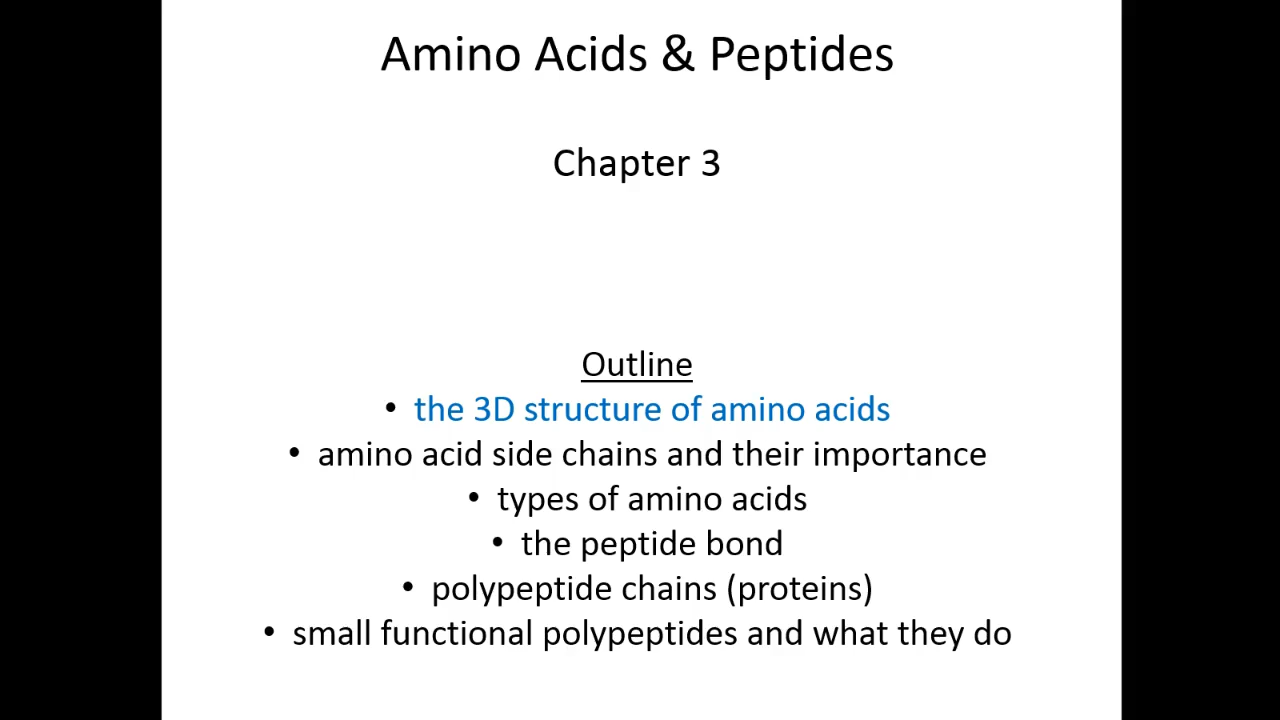 Amino Acids & Peptides
Chapter 3
Outline
• the 3D structure of amino acids
• amino acid side chains and their importance
• types of amino acids
• the peptide bond
• polypeptide chains (proteins)
• small functional polypeptides and what they do